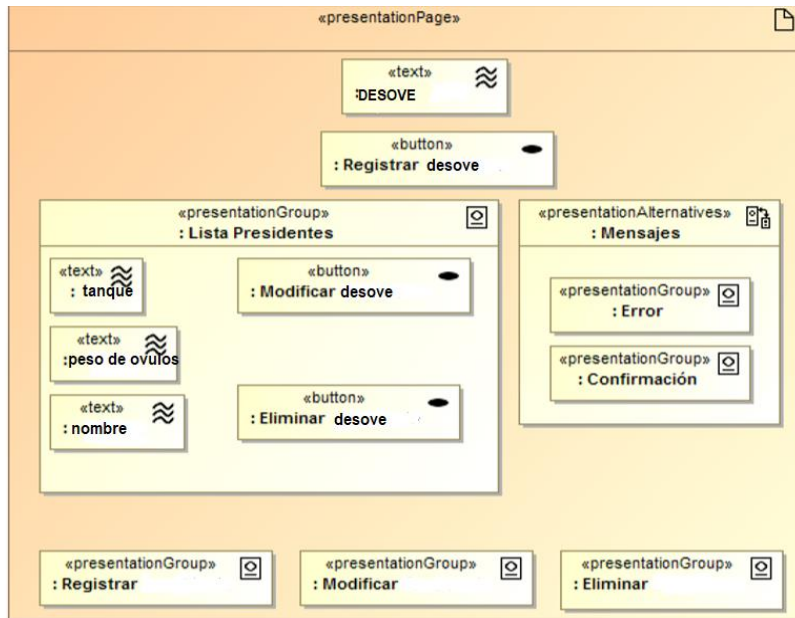 «presentationPage»
«text»
:DESOVE
«button»
: Registrar desove
«presentationGroup»
: Lista Presidentes
«text»
: tanque
«button»
: Modificar desove
«text»
:peso de ovulos
«button»
: Eliminar desove
«text»
: nombre
«presentationAlternatives»
: Mensajes
«presentationGroup»
: Error
«presentationGroup»
: Confirmación
«presentationGroup»
: Registrar
«presentationGroup»
: Modificar
«presentationGroup»
: Eliminar